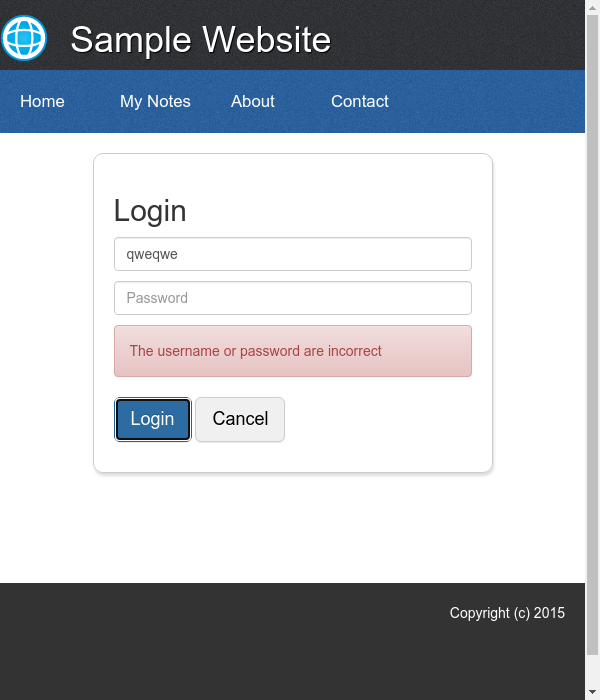 Sample Website
Home My Notes About Contact
Login
qweqwe
Password
The username or password are incorrect
Login Cancel
Copyright (c) 2015